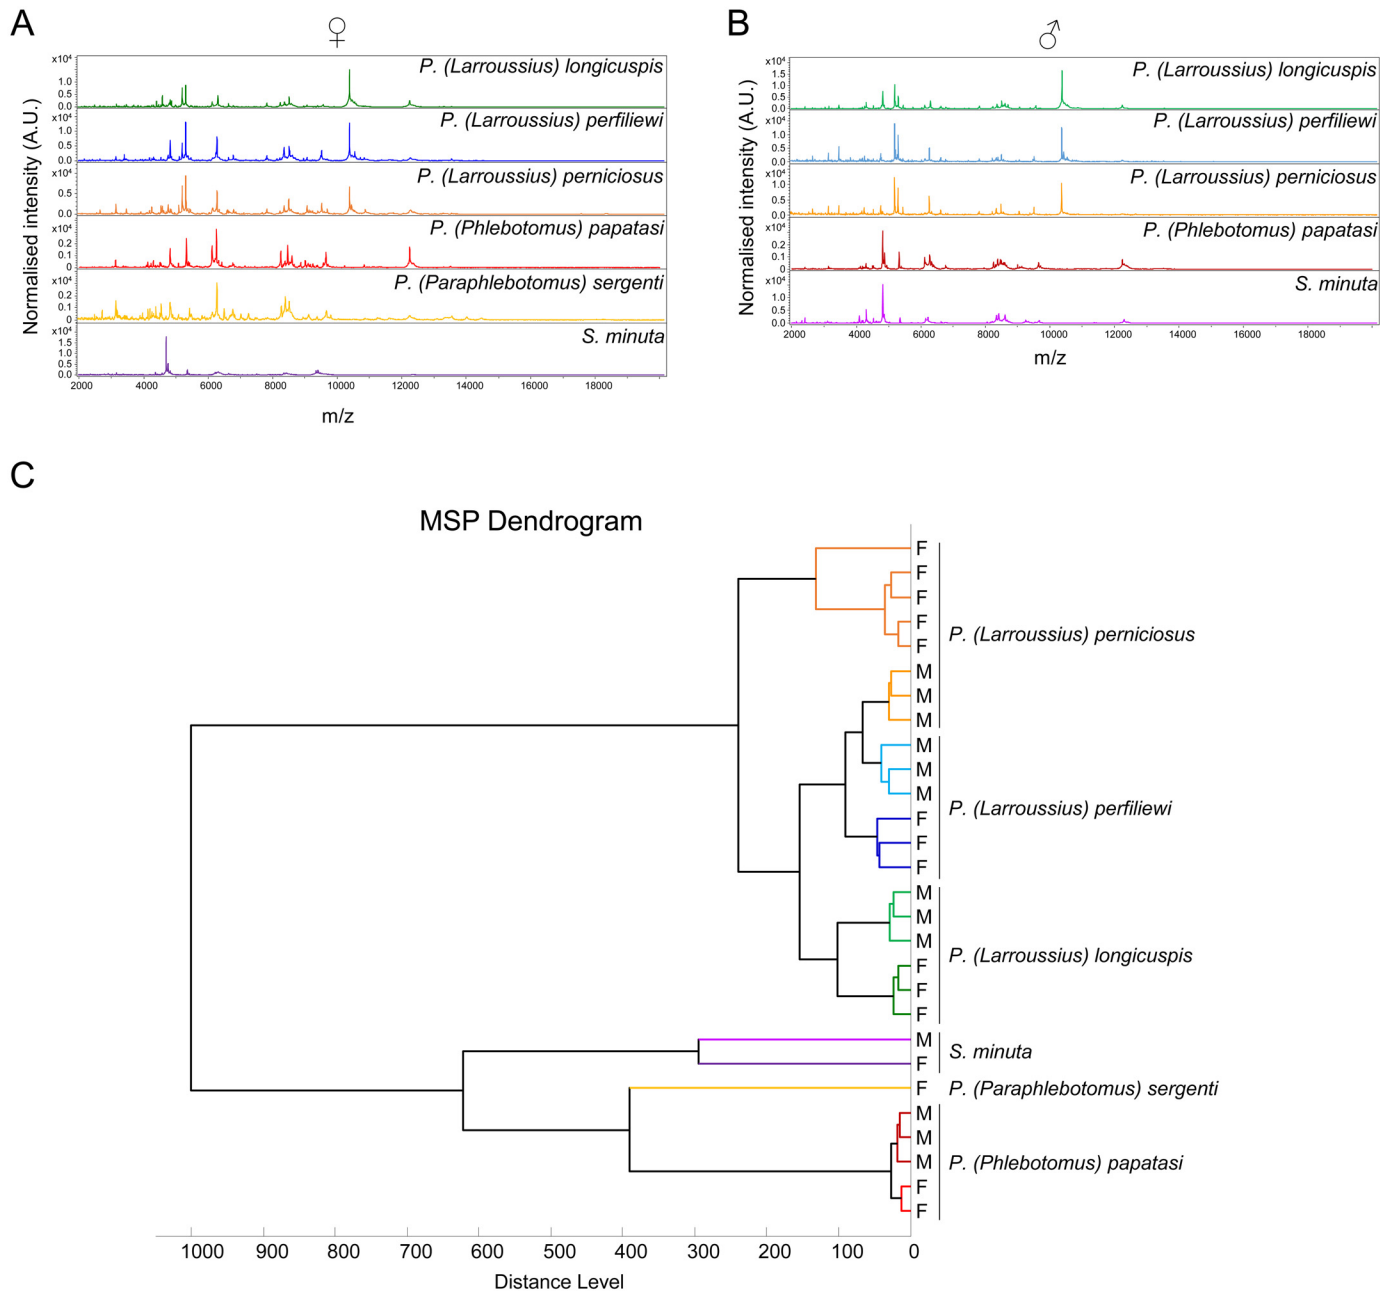 A
♀
Normalised intensity (A.U.)
x10⁴
1.0
0.5
0.0
P. (Larroussius) longicuspis
x10⁴
1.0
0.5
0.0
P. (Larroussius) perfiliewi
x10⁴
0.5
0.0
P. (Larroussius) perniciosus
x10⁴
0.2
0.1
0
P. (Phlebotomus) papatasi
x10⁴
0.2
0.1
0
P. (Paraphlebotomus) sergenti
x10⁴
1.5
1.0
0.5
0.0
S. minuta
2000 4000 6000 8000 10000 12000 14000 16000 18000
m/z
B
♂
Normalised intensity (A.U.)
x10⁴
1.5
1.0
0.5
0.0
P. (Larroussius) longicuspis
x10⁴
1.0
0.5
0.0
P. (Larroussius) perfiliewi
x10⁴
1.0
0.5
0.0
P. (Larroussius) perniciosus
x10⁴
0.2
0.1
0
P. (Phlebotomus) papatasi
x10⁴
1.0
0.5
0.0
S. minuta
2000 4000 6000 8000 10000 12000 14000 16000 18000
m/z
C
MSP Dendrogram
F
F
F
F
F
P. (Larroussius) perniciosus
M
M
M
M
M
M
P. (Larroussius) perfiliewi
F
F
F
M
M
M
P. (Larroussius) longicuspis
F
F
F
M
S. minuta
F
F P. (Paraphlebotomus) sergenti
M
M
M P. (Phlebotomus) papatasi
F
F
1000 900 800 700 600 500 400 300 200 100 0
Distance Level